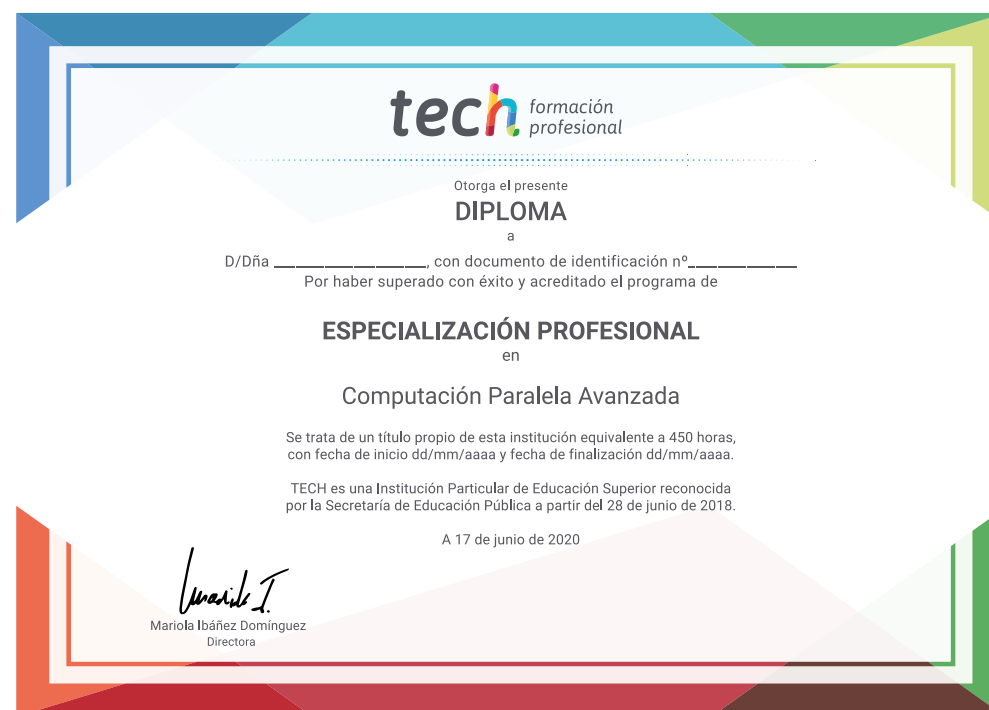 tech formación
profesional
Otorga el presente
DIPLOMA
a
D/Dña ______________, con documento de identificación nº__________
Por haber superado con éxito y acreditado el programa de
ESPECIALIZACIÓN PROFESIONAL
en
Computación Paralela Avanzada
Se trata de un título propio de esta institución equivalente a 450 horas,
con fecha de inicio dd/mm/aaaa y fecha de finalización dd/mm/aaaa.
TECH es una Institución Particular de Educación Superior reconocida
por la Secretaría de Educación Pública a partir del 28 de junio de 2018.
A 17 de junio de 2020
Mariola Ibáñez Domínguez
Directora